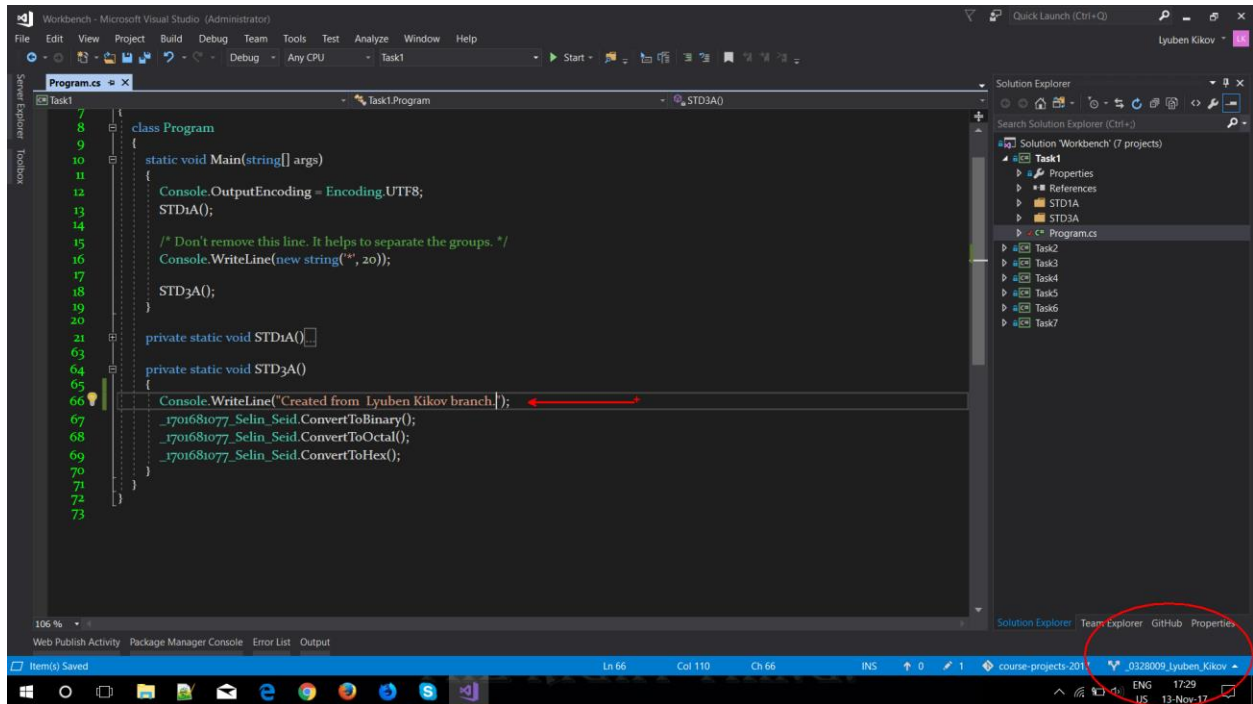 Workbench - Microsoft Visual Studio (Administrator)
Quick Launch (Ctrl+Q)
File Edit View Project Build Debug Team Tools Test Analyze Window Help
Lyuben Kikov LK
Debug Any CPU Task1 Start
Server Explorer
Toolbox
Program.cs
Task1 Task1.Program STD3A()
7 {
8 class Program
9 {
10 static void Main(string[] args)
11 {
12 Console.OutputEncoding = Encoding.UTF8;
13 STD1A();
14
15 /* Don't remove this line. It helps to separate the groups. */
16 Console.WriteLine(new string('*', 20));
17
18 STD3A();
19 }
20
21 private static void STD1A()...
63
64 private static void STD3A()
65 {
66 Console.WriteLine("Created from Lyuben Kikov branch.");
67 _1701681077_Selin_Seid.ConvertToBinary();
68 _1701681077_Selin_Seid.ConvertToOctal();
69 _1701681077_Selin_Seid.ConvertToHex();
70 }
71 }
72 }
73
106 %
Solution Explorer
Search Solution Explorer (Ctrl+;)
Solution 'Workbench' (7 projects)
Task1
Properties
References
STD1A
STD3A
Program.cs
Task2
Task3
Task4
Task5
Task6
Task7
Solution Explorer Team Explorer GitHub Properties
Web Publish Activity Package Manager Console Error List Output
Item(s) Saved Ln 66 Col 110 Ch 66 INS 0 1 course-projects-2017 _0328009_Lyuben_Kikov
ENG 17:29
US 13-Nov-17